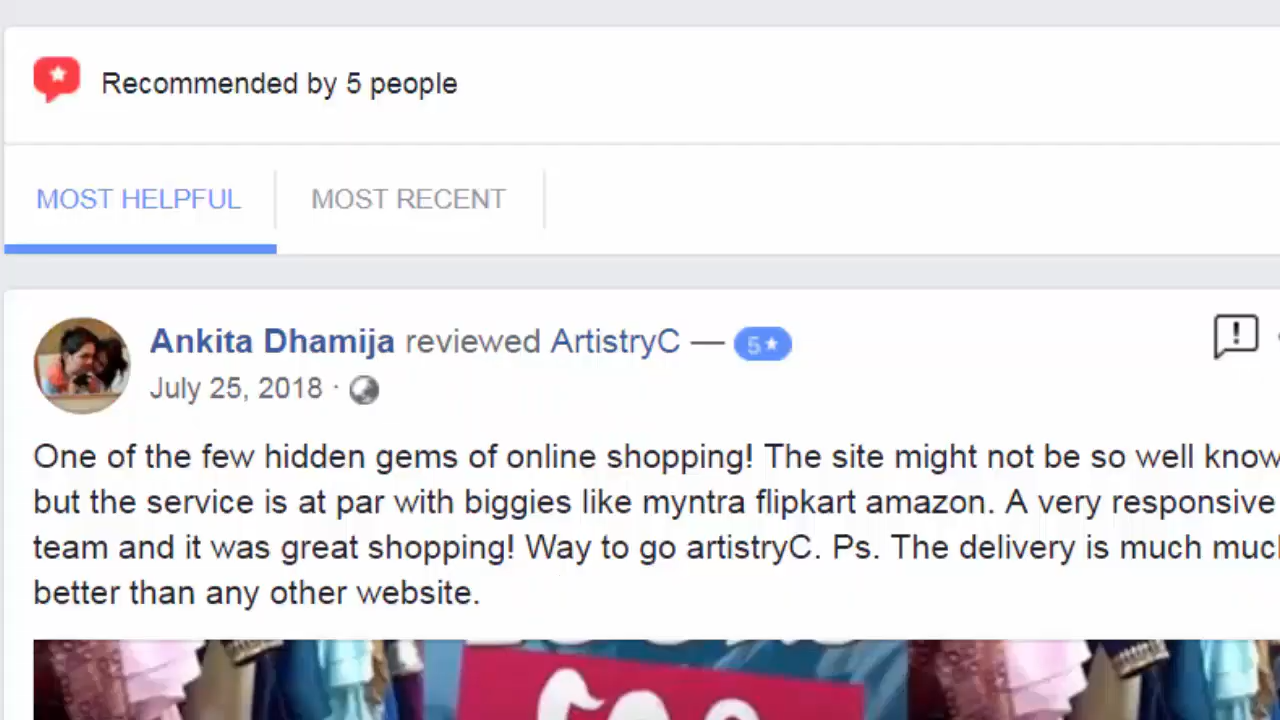 Recommended by 5 people
MOST HELPFUL MOST RECENT
Ankita Dhamija reviewed ArtistryC — 5★
July 25, 2018 ·
One of the few hidden gems of online shopping! The site might not be so well know
but the service is at par with biggies like myntra flipkart amazon. A very responsive
team and it was great shopping! Way to go artistryC. Ps. The delivery is much much
better than any other website.